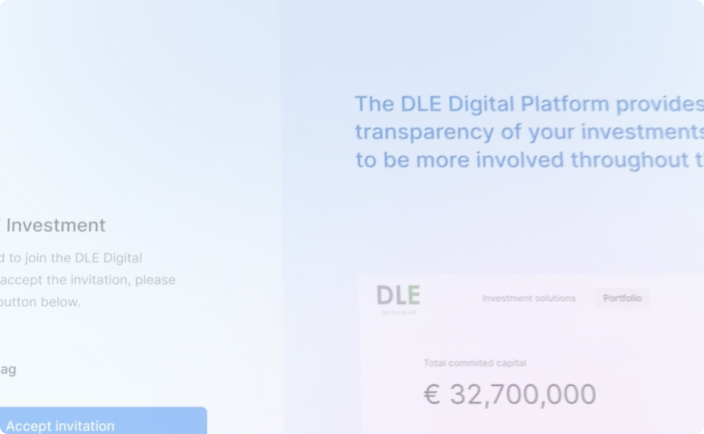 The DLE Digital Platform provides
transparency of your investments
to be more involved throughout t
Investment
d to join the DLE Digital
accept the invitation, please
button below.
ag
Accept invitation
DLE
Investment solutions
Portfolio
Total commited capital
€ 32,700,000